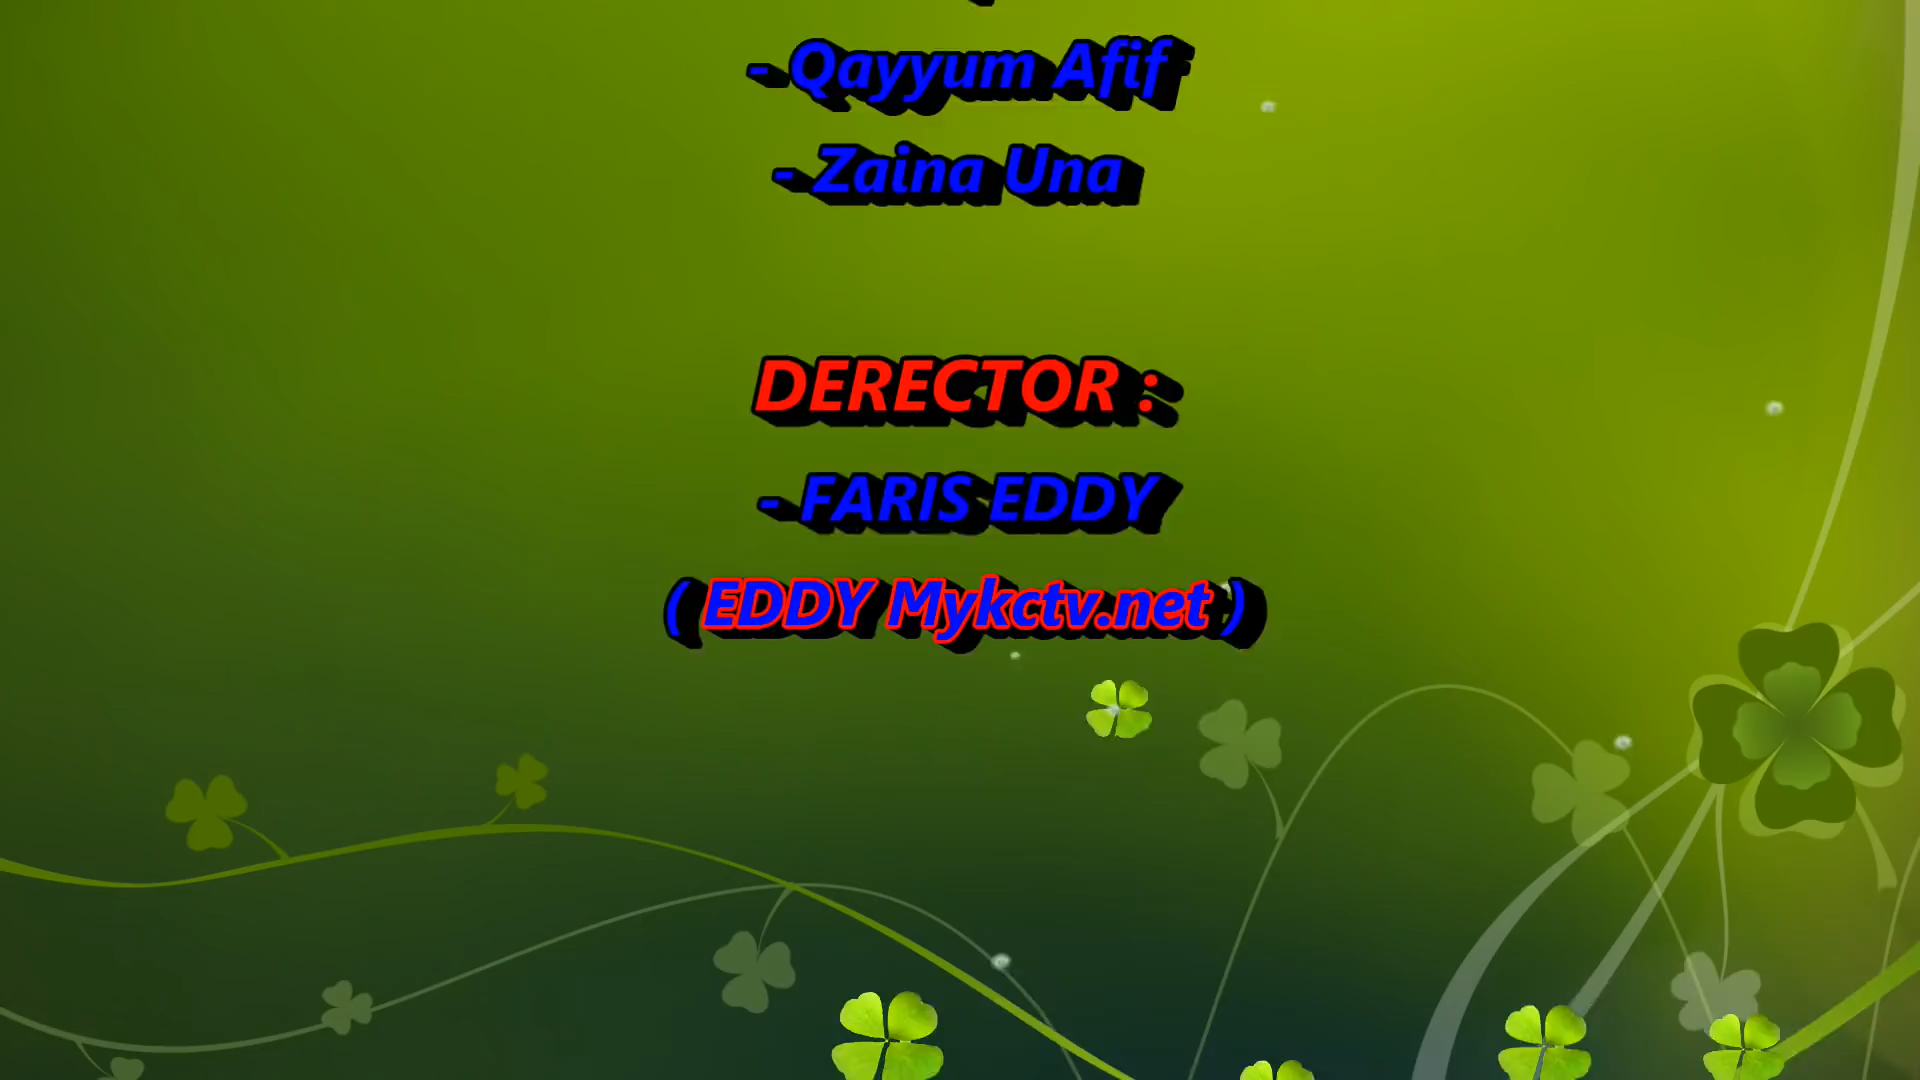 - Qayyum Afif
- Zaina Una
DERECTOR :
- FARIS EDDY
( EDDY Mykctv.net )